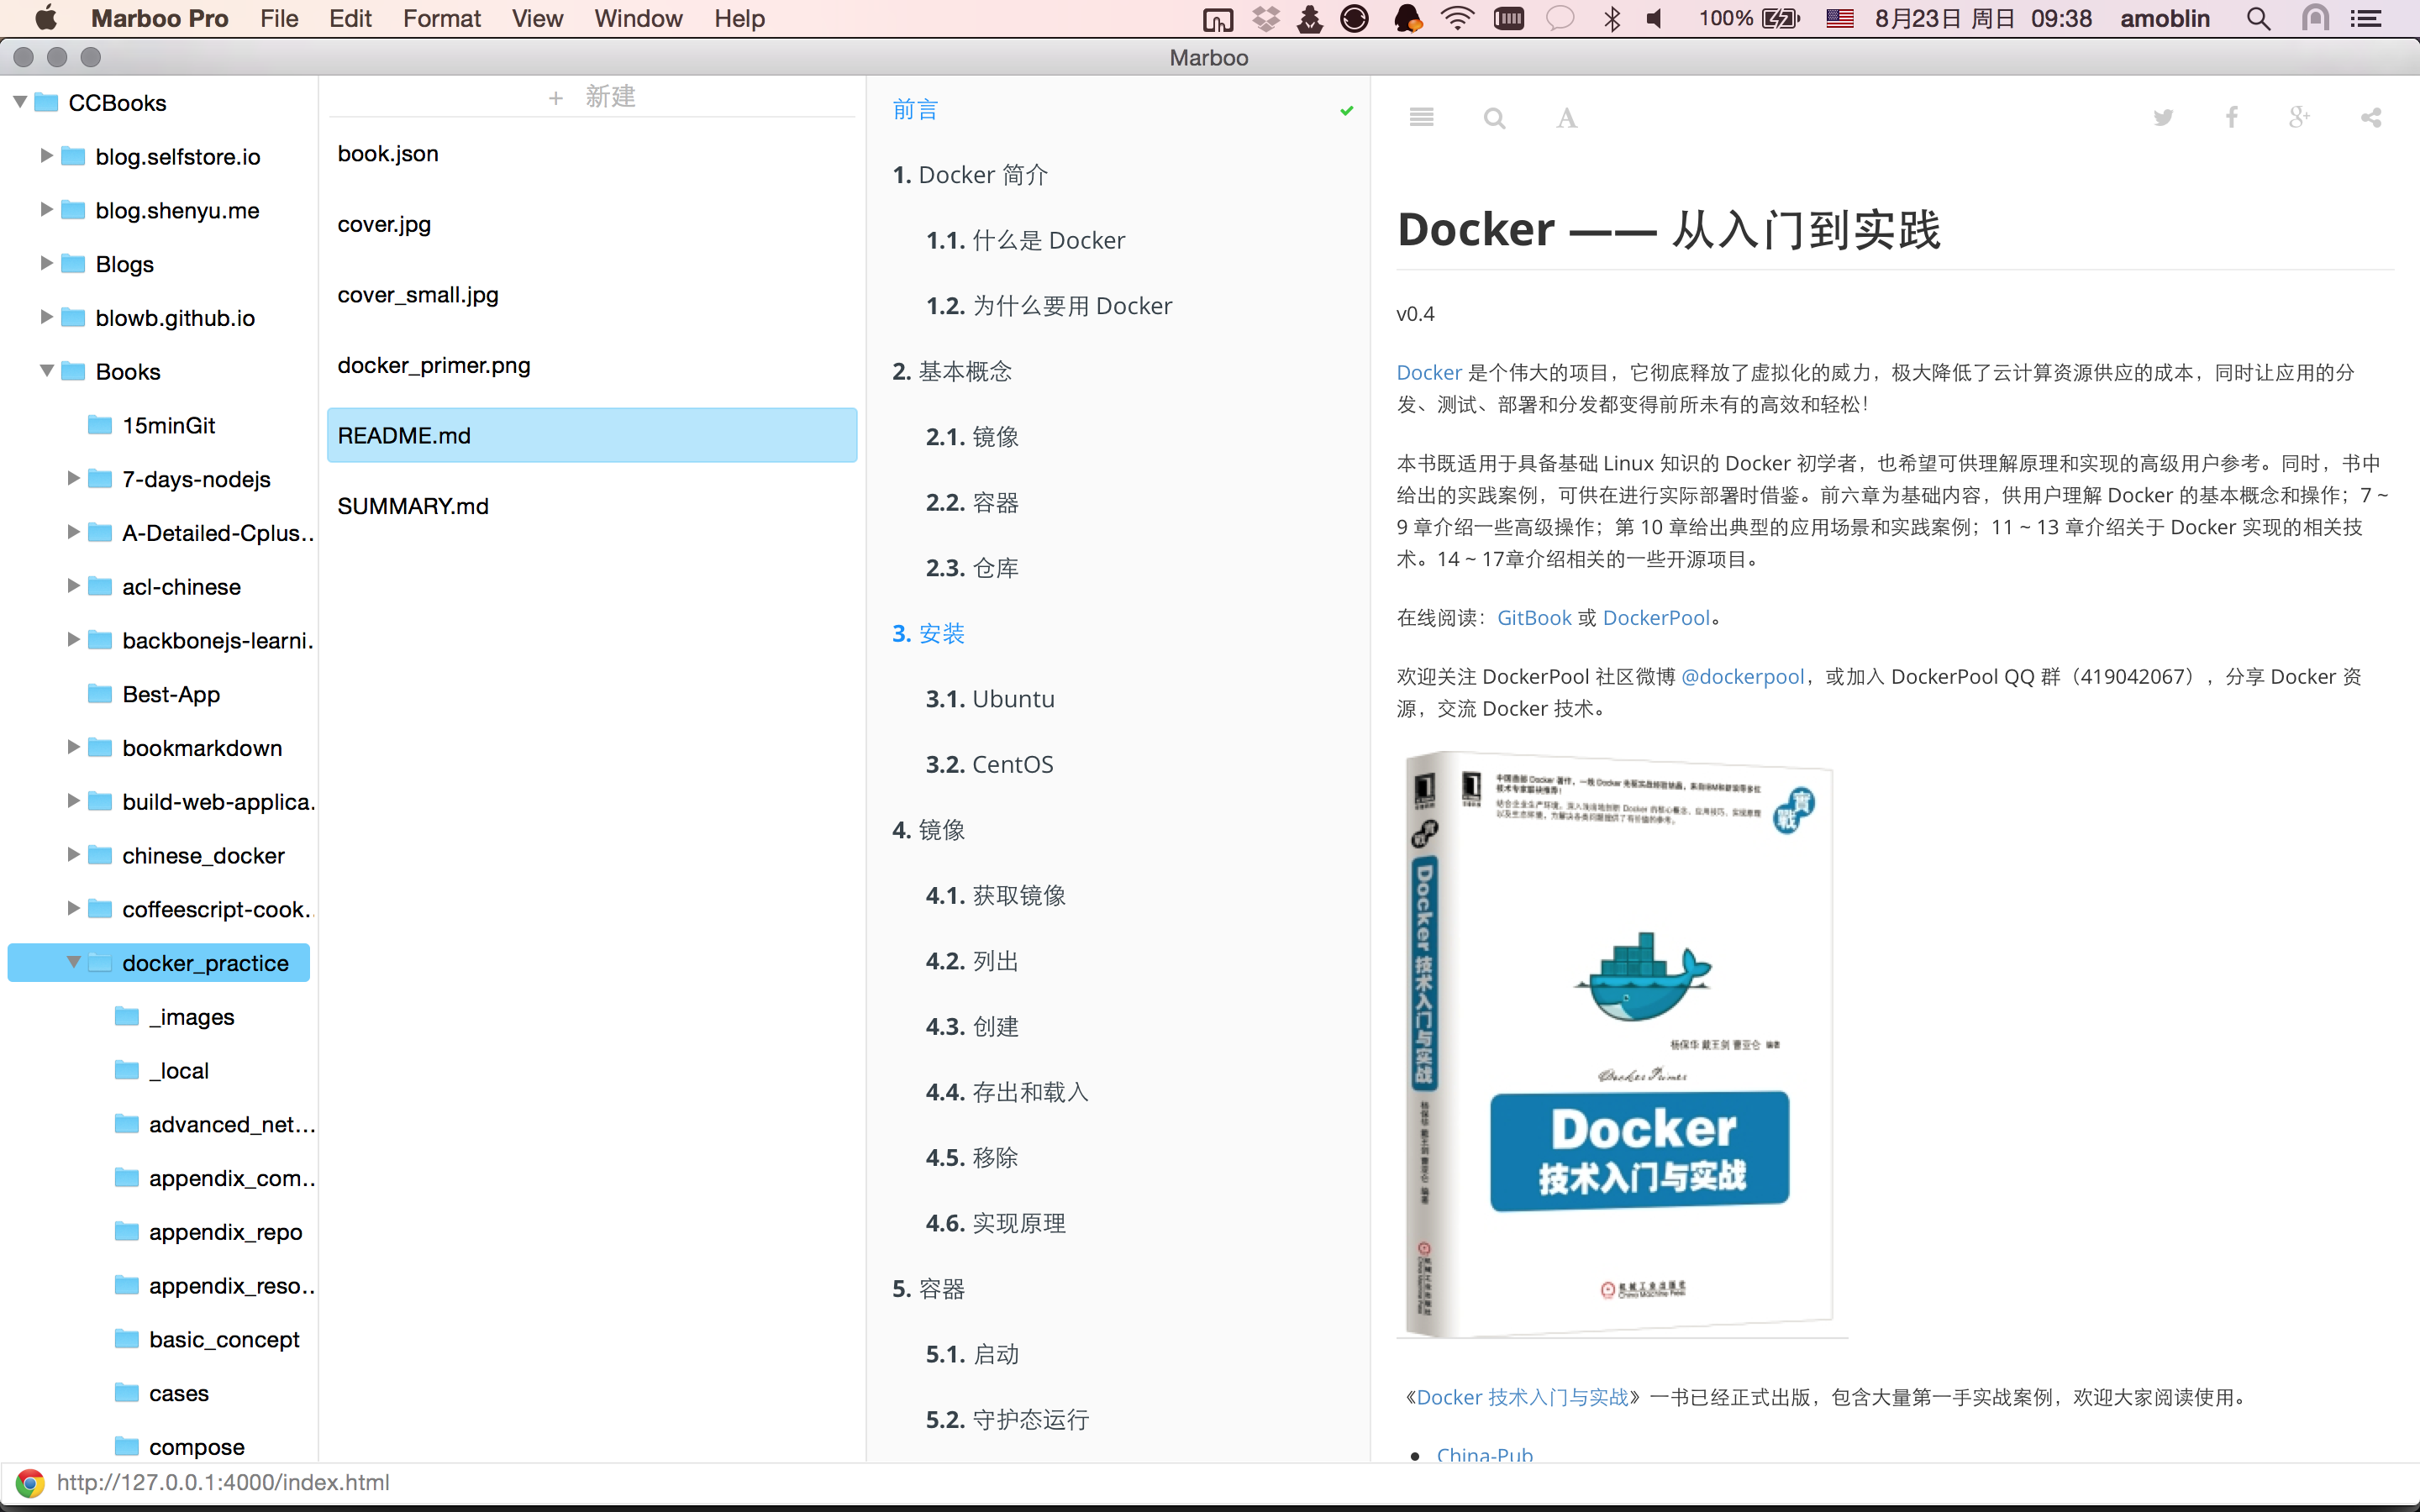 Marboo Pro File Edit Format View Window Help 100% 8月23日 周日 09:38 amoblin
Marboo
CCBooks
blog.selfstore.io
blog.shenyu.me
Blogs
blowb.github.io
Books
15minGit
7-days-nodejs
A-Detailed-Cplus..
acl-chinese
backbonejs-learni.
Best-App
bookmarkdown
build-web-applica.
chinese_docker
coffeescript-cook.
docker_practice
_images
_local
advanced_net...
appendix_com..
appendix_repo
appendix_reso..
basic_concept
cases
compose
+ 新建
book.json
cover.jpg
cover_small.jpg
docker_primer.png
README.md
SUMMARY.md
前言
1. Docker 简介
1.1. 什么是 Docker
1.2. 为什么要用 Docker
2. 基本概念
2.1. 镜像
2.2. 容器
2.3. 仓库
3. 安装
3.1. Ubuntu
3.2. CentOS
4. 镜像
4.1. 获取镜像
4.2. 列出
4.3. 创建
4.4. 存出和载入
4.5. 移除
4.6. 实现原理
5. 容器
5.1. 启动
5.2. 守护态运行
A
Docker —— 从入门到实践
v0.4
Docker 是个伟大的项目，它彻底释放了虚拟化的威力，极大降低了云计算资源供应的成本，同时让应用的分
发、测试、部署和分发都变得前所未有的高效和轻松！
本书既适用于具备基础 Linux 知识的 Docker 初学者，也希望可供理解原理和实现的高级用户参考。同时，书中
给出的实践案例，可供在进行实际部署时借鉴。前六章为基础内容，供用户理解 Docker 的基本概念和操作；7 ~
9 章介绍一些高级操作；第 10 章给出典型的应用场景和实践案例；11 ~ 13 章介绍关于 Docker 实现的相关技
术。14 ~ 17章介绍相关的一些开源项目。
在线阅读：GitBook 或 DockerPool。
欢迎关注 DockerPool 社区微博 @dockerpool，或加入 DockerPool QQ 群（419042067），分享 Docker 资
源，交流 Docker 技术。
實戰
Docker 技术入门与实战
杨保华 戴王剑 曹亚仑 编著
Docker Primer
Docker
技术入门与实战
机械工业出版社
China Machine Press
《Docker 技术入门与实战》一书已经正式出版，包含大量第一手实战案例，欢迎大家阅读使用。
China-Pub
http://127.0.0.1:4000/index.html